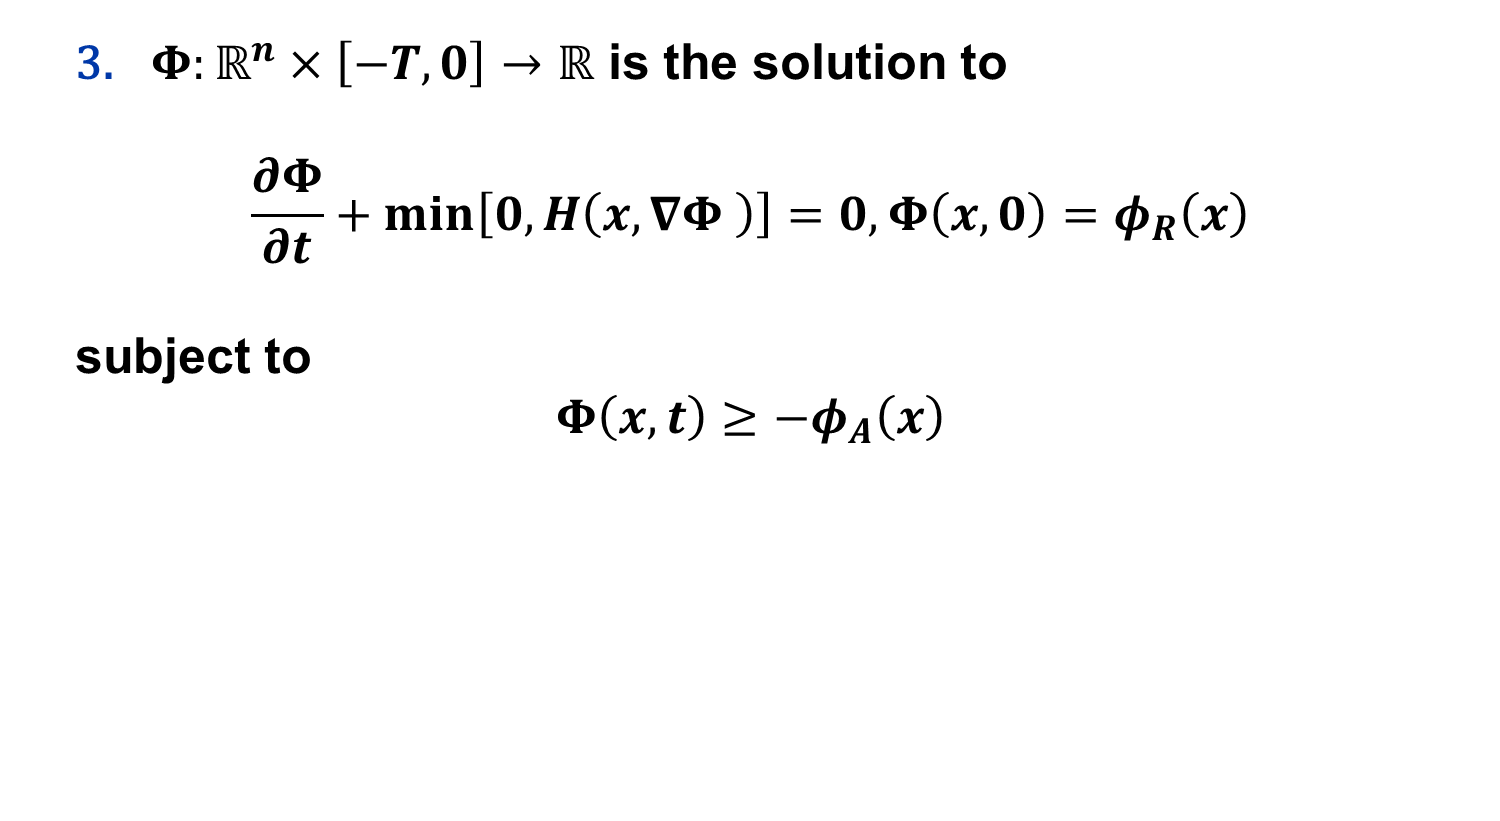 3. 𝚽: ℝⁿ × [−𝑻, 𝟎] → ℝ is the solution to
∂𝚽/∂t + min[0, H(x, ∇𝚽 )] = 0, 𝚽(x, 0) = ϕ_R(x)
subject to
𝚽(x, t) ≥ −ϕ_A(x)